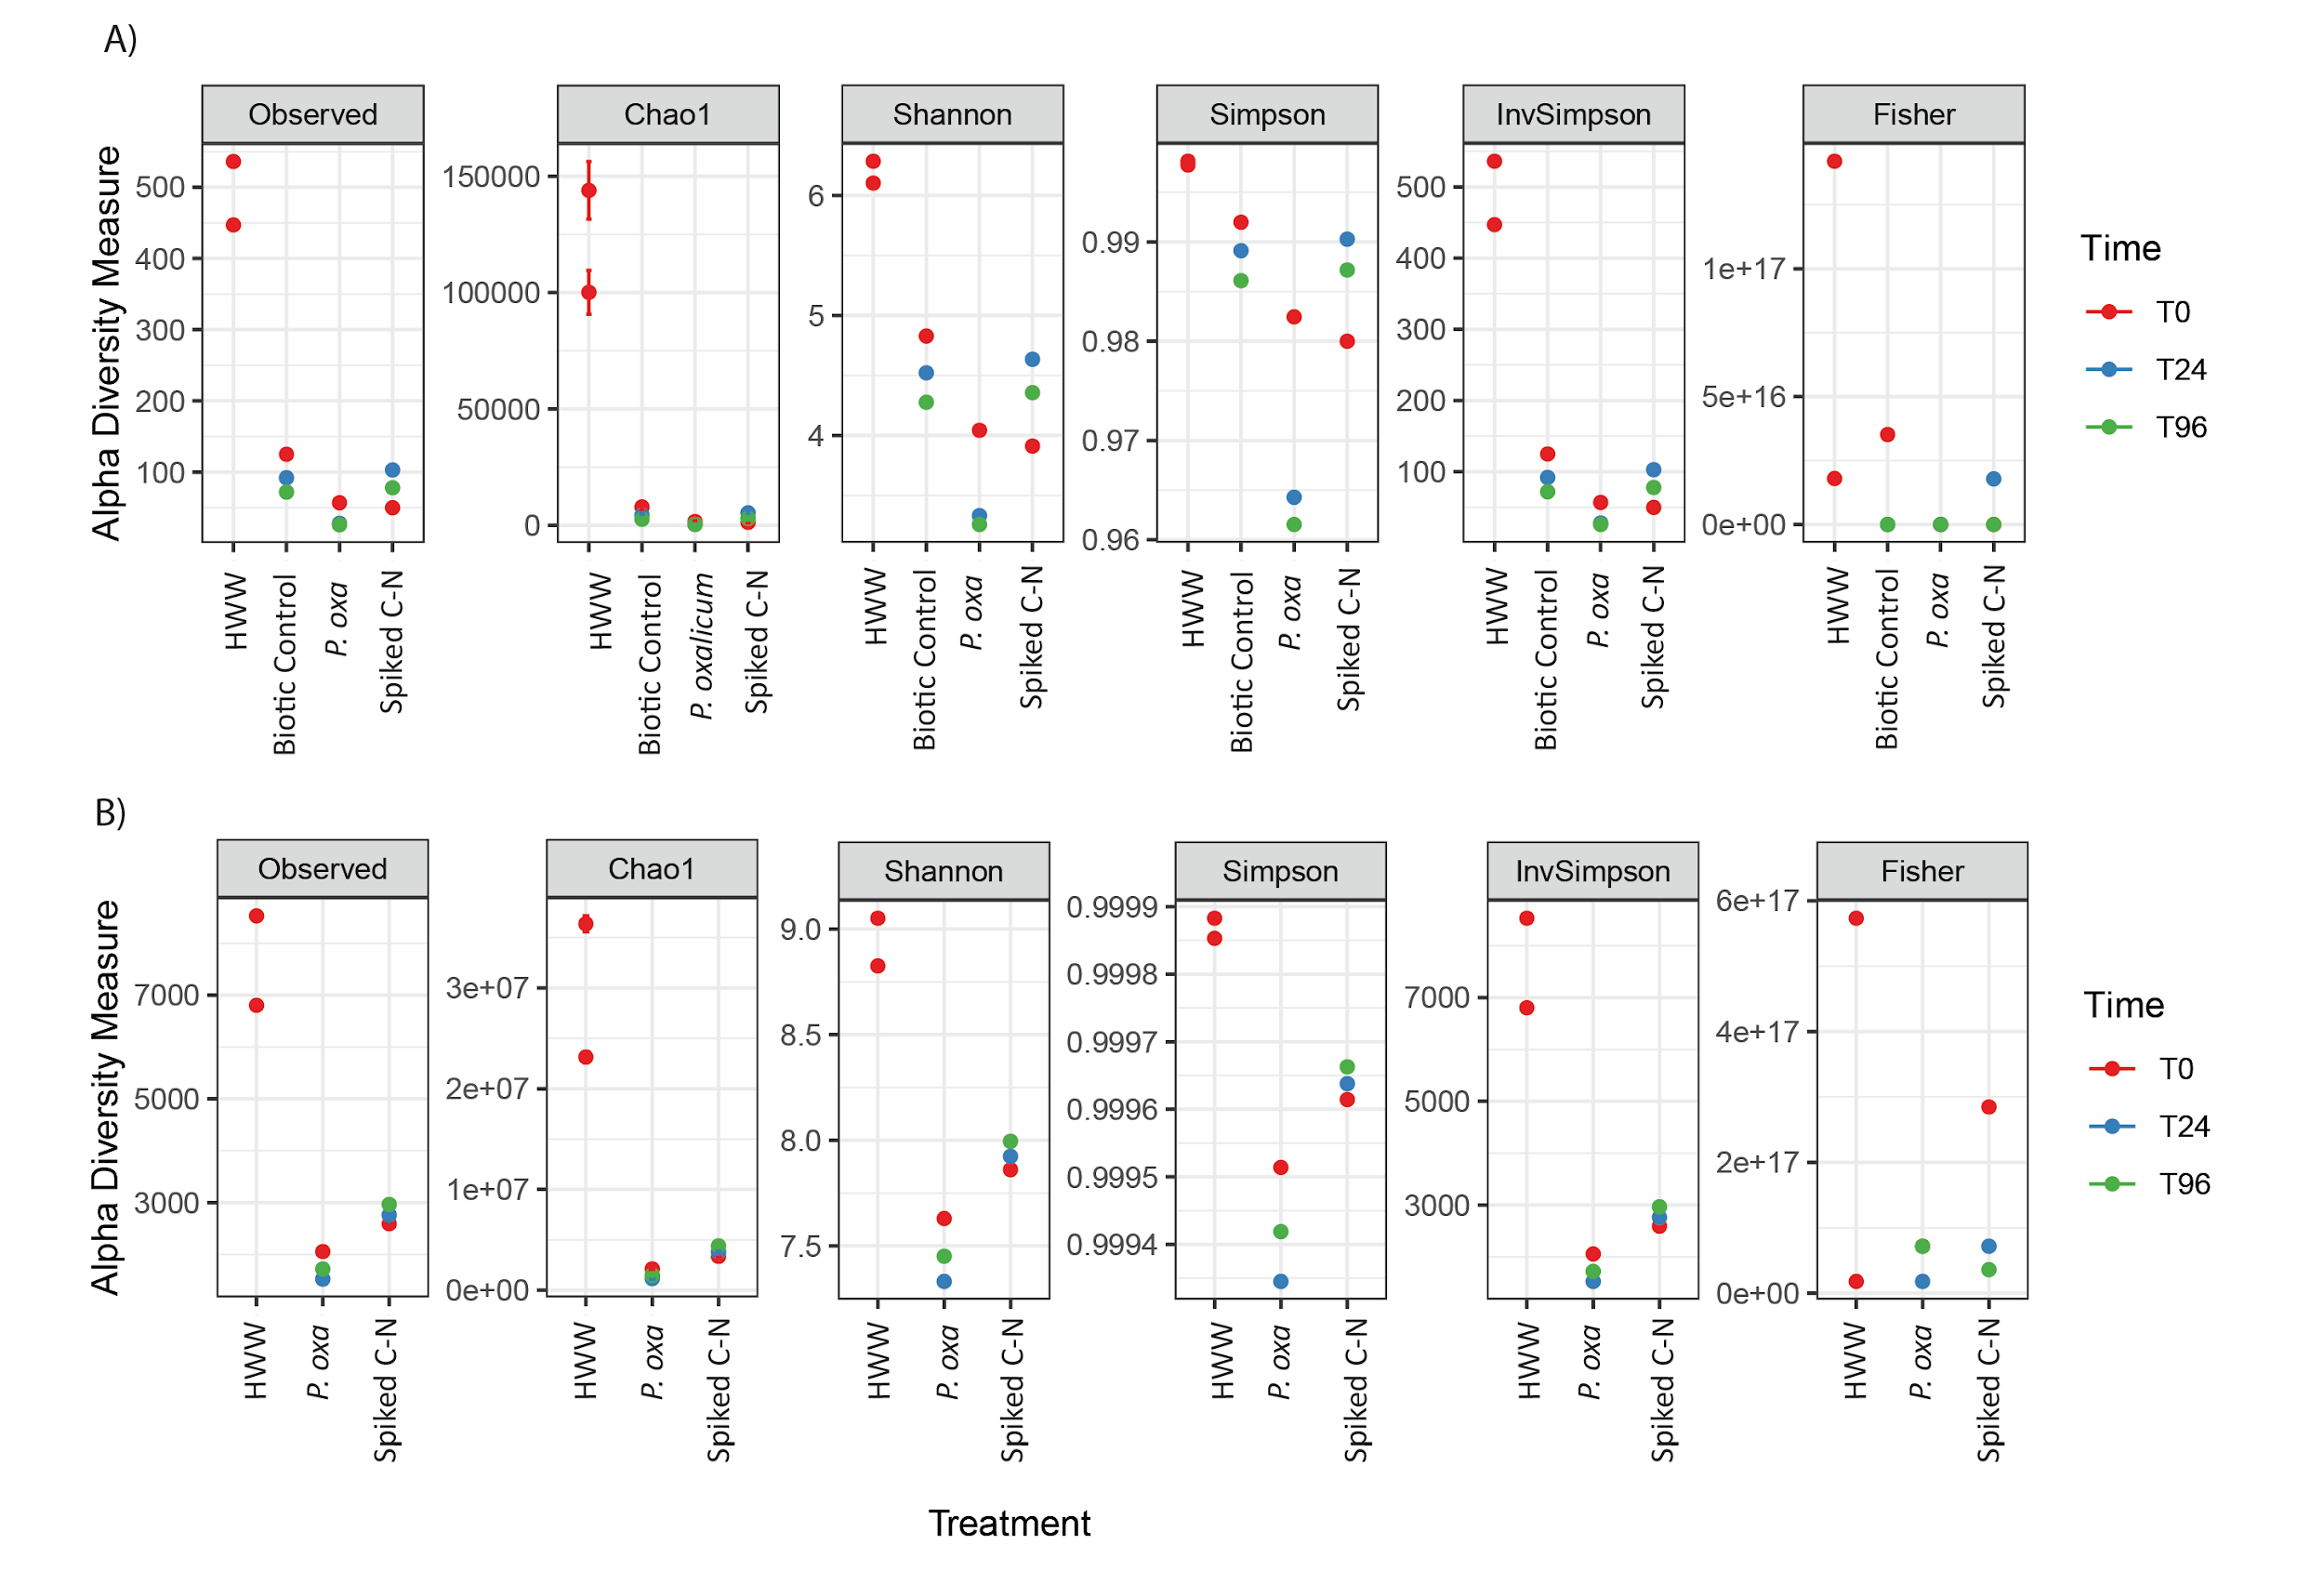 A)
Observed Chao1 Shannon Simpson InvSimpson Fisher
Alpha Diversity Measure
500
400
300
200
100
150000
100000
50000
0
6
5
4
0.99
0.98
0.97
0.96
500
400
300
200
100
1e+17
5e+16
0e+00
HWW
Biotic Control
P. oxa
Spiked C-N
HWW
Biotic Control
P. oxalicum
Spiked C-N
HWW
Biotic Control
P. oxa
Spiked C-N
HWW
Biotic Control
P. oxa
Spiked C-N
HWW
Biotic Control
P. oxa
Spiked C-N
HWW
Biotic Control
P. oxa
Spiked C-N
Time
T0
T24
T96
B)
Observed Chao1 Shannon Simpson InvSimpson Fisher
Alpha Diversity Measure
7000
5000
3000
3e+07
2e+07
1e+07
0e+00
9.0
8.5
8.0
7.5
0.9999
0.9998
0.9997
0.9996
0.9995
0.9994
7000
5000
3000
6e+17
4e+17
2e+17
0e+00
HWW
P. oxa
Spiked C-N
HWW
P. oxa
Spiked C-N
HWW
P. oxa
Spiked C-N
HWW
P. oxa
Spiked C-N
HWW
P. oxa
Spiked C-N
HWW
P. oxa
Spiked C-N
Time
T0
T24
T96
Treatment